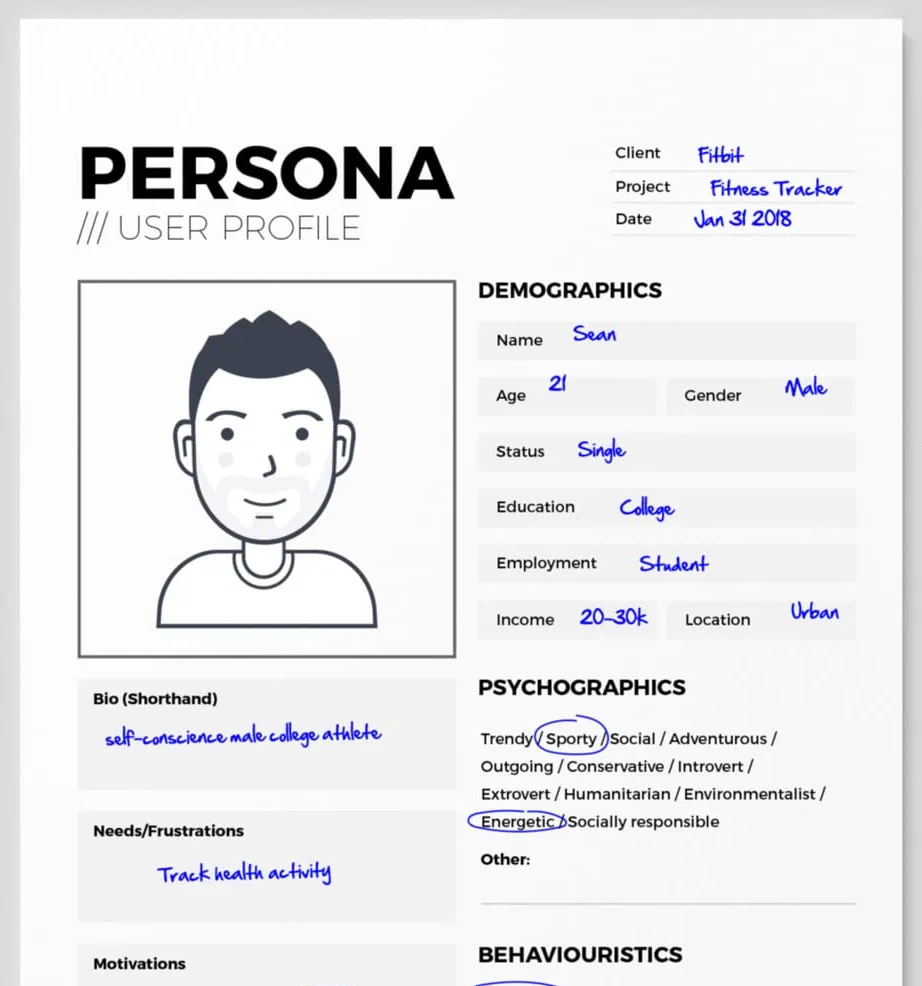 PERSONA
/// USER PROFILE
Client Fitbit
Project Fitness Tracker
Date Jan 31 2018
DEMOGRAPHICS
Name Sean
Age 21 Gender Male
Status Single
Education College
Employment Student
Income 20-30k Location Urban
Bio (Shorthand)
self-conscience male college athlete
Needs/Frustrations
Track health activity
Motivations
PSYCHOGRAPHICS
Trendy / Sporty / Social / Adventurous /
Outgoing / Conservative / Introvert /
Extrovert / Humanitarian / Environmentalist /
Energetic / Socially responsible
Other:
BEHAVIOURISTICS